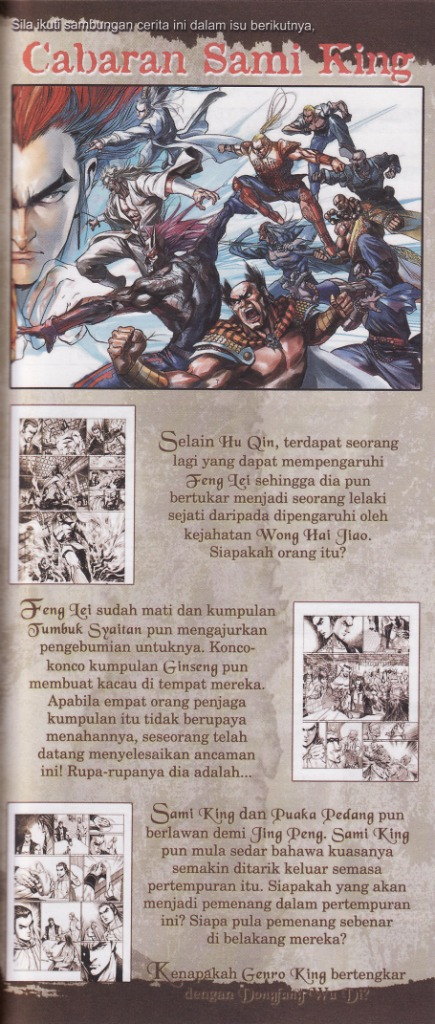 Sila ikuti sambungan cerita ini dalam isu berikutnya,
Cabaran Sami King
Selain Hu Qin, terdapat seorang
lagi yang dapat mempengaruhi
Feng Lei sehingga dia pun
bertukar menjadi seorang lelaki
sejati daripada dipengaruhi oleh
kejahatan Wong Hai Jiao.
Siapakah orang itu?
Feng Lei sudah mati dan kumpulan
Tumbuk Syaitan pun mengajurkan
pengebumian untuknya. Konco-
konco kumpulan Ginseng pun
membuat kacau di tempat mereka.
Apabila empat orang penjaga
kumpulan itu tidak berupaya
menahannya, seseorang telah
datang menyelesaikan ancaman
ini! Rupa-rupanya dia adalah...
Sami King dan Puaka Pedang pun
berlawan demi Jing Peng. Sami King
pun mula sedar bahawa kuasanya
semakin ditarik keluar semasa
pertempuran itu. Siapakah yang akan
menjadi pemenang dalam pertempuran
ini? Siapa pula pemenang sebenar
di belakang mereka?
Kenapakah Genro King bertengkar
dengan Dongfang Wu Di?